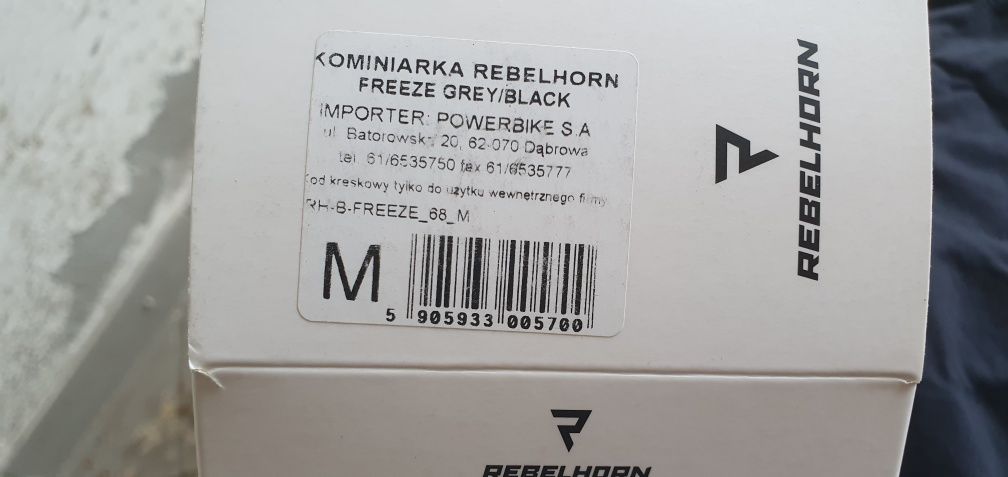 KOMINIARKA REBELHORN
FREEZE GREY/BLACK
IMPORTER: POWERBIKE S.A
ul. Batorowska 20, 62-070 Dąbrowa
tel. 61/6535750 fax 61/6535777
kod kreskowy tylko do użytku wewnętrznego firmy
RH-B-FREEZE_68_M
M
5 905933 005760
REBELHORN
REBELHORN